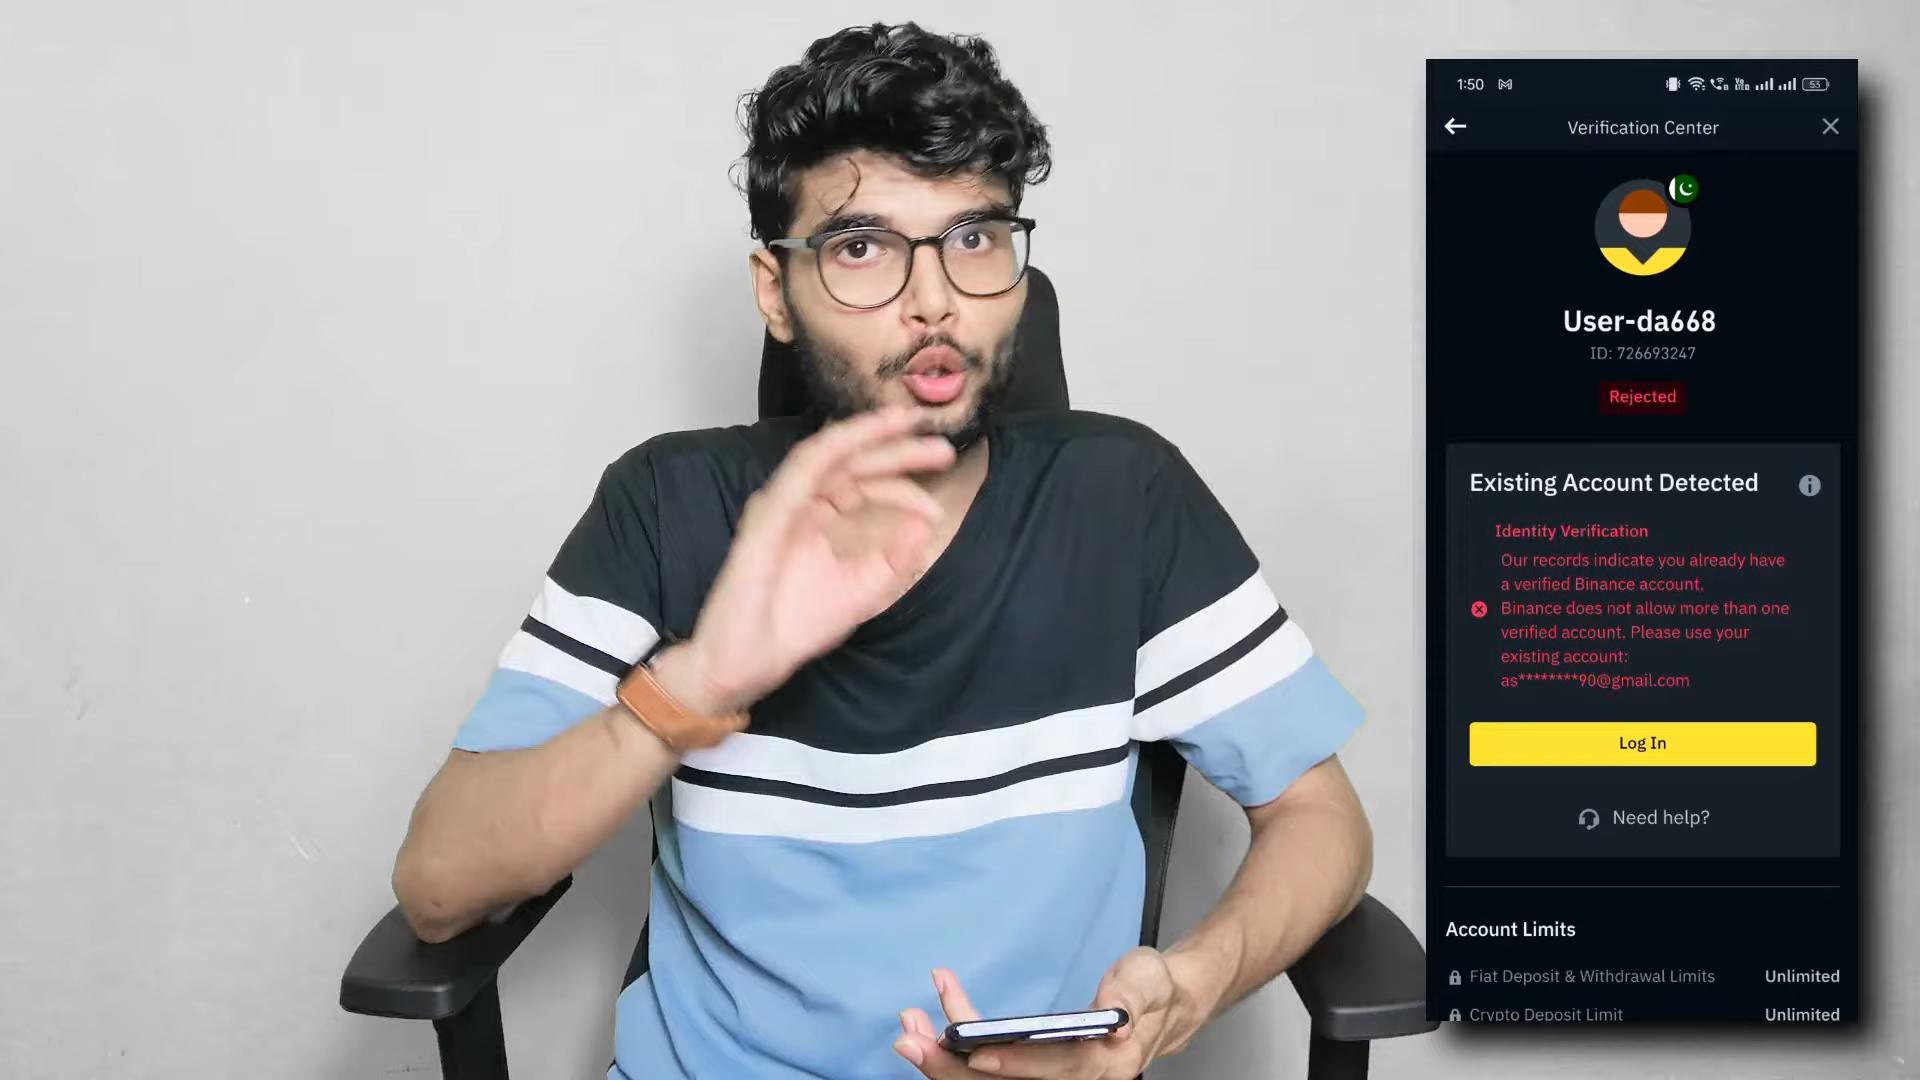 1:50
53
Verification Center
User-da668
ID: 726693247
Rejected
Existing Account Detected
Identity Verification
Our records indicate you already have
a verified Binance account.
Binance does not allow more than one
verified account. Please use your
existing account:
as********90@gmail.com
Log In
Need help?
Account Limits
Fiat Deposit & Withdrawal Limits Unlimited
Crypto Deposit Limit Unlimited